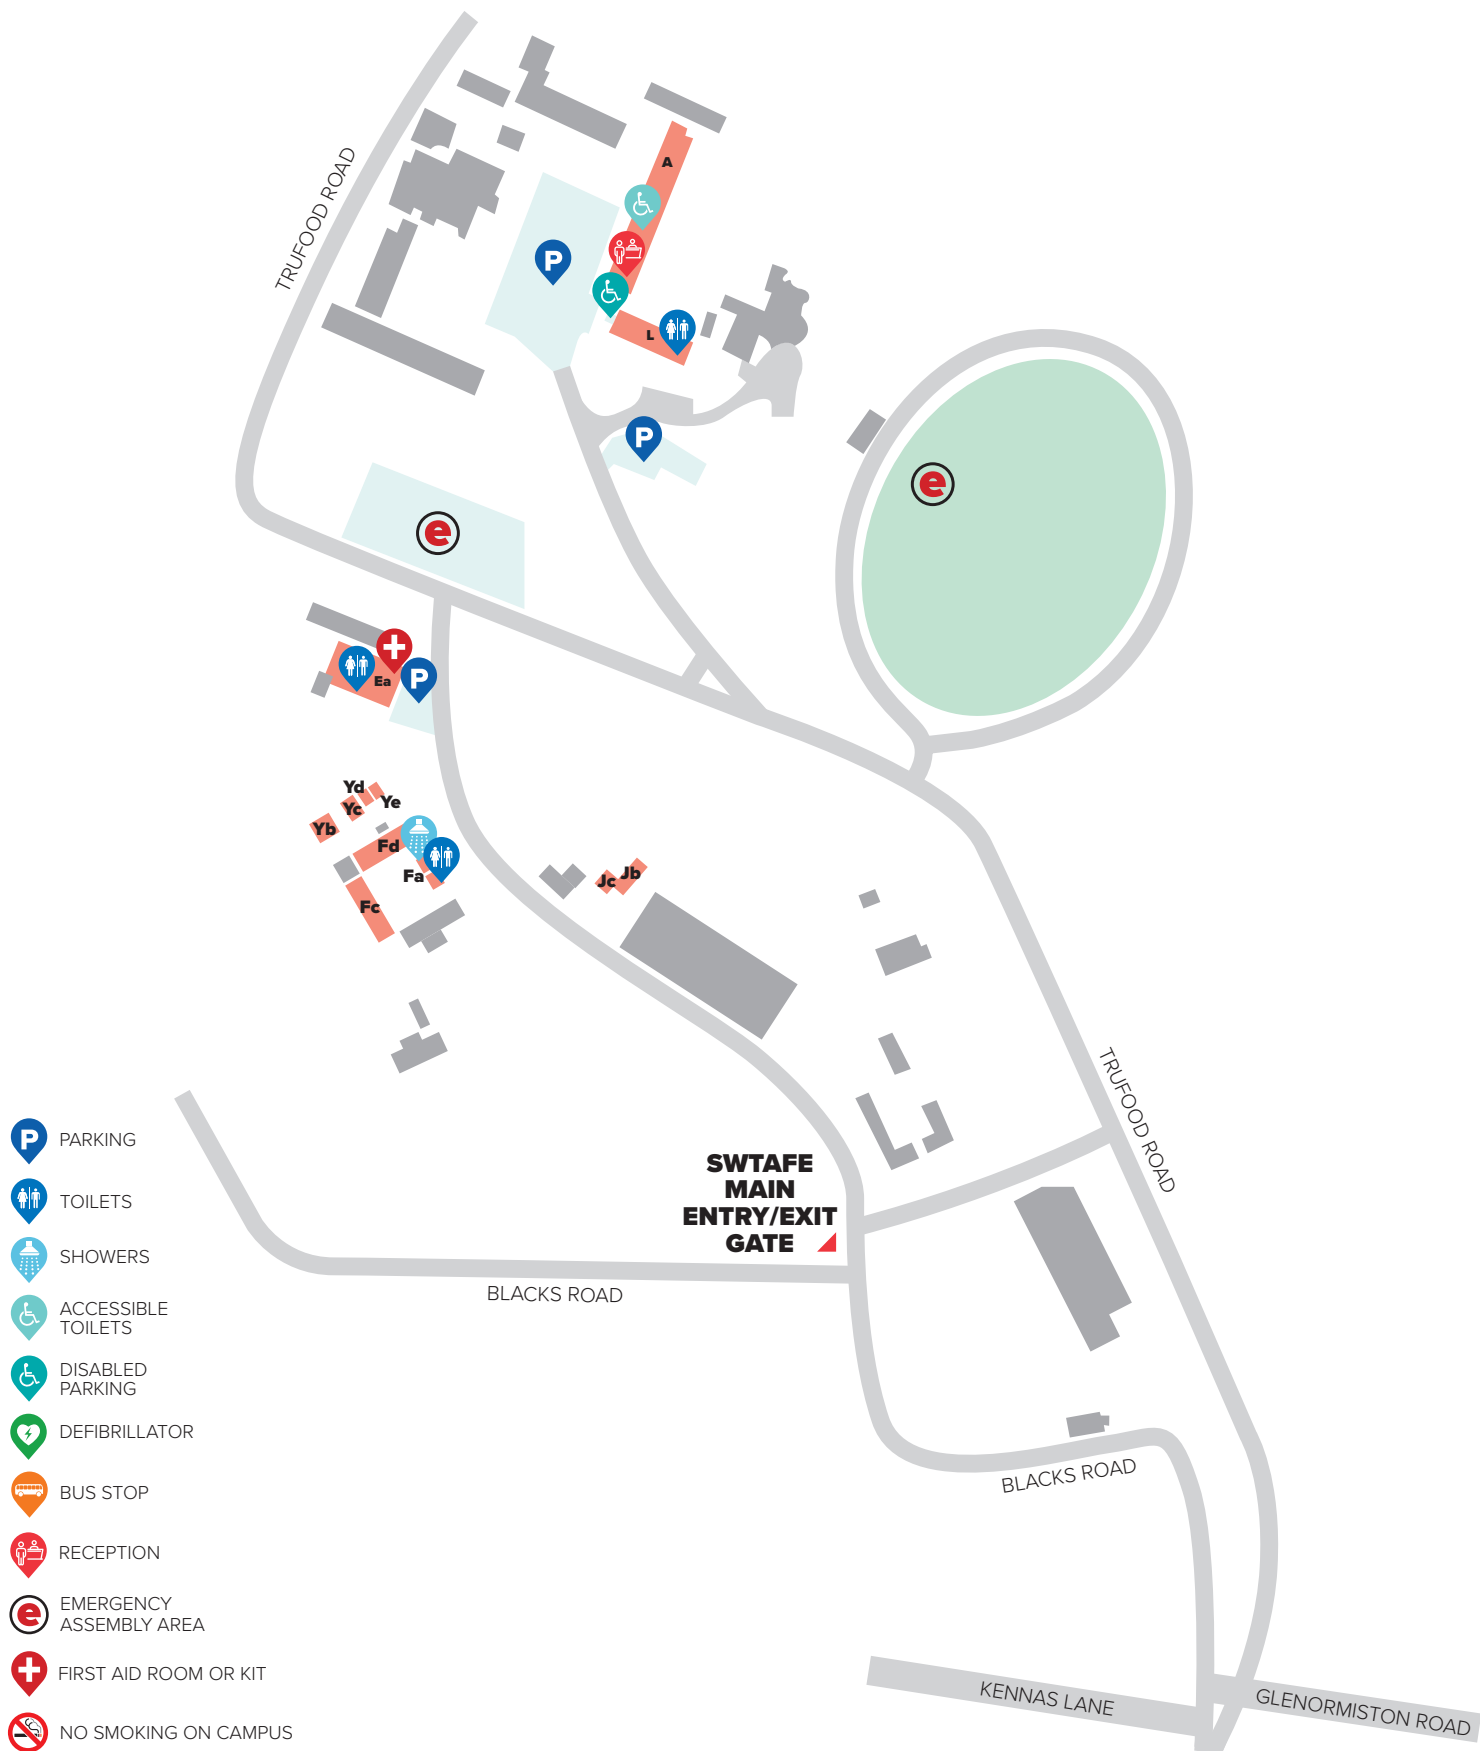 TRUFOOD ROAD
A
P
L
P
e
e
Ea
P
Yd
Ye
Yc
Yb
Fd
Fa
Fc
Jc
Jb
TRUFOOD ROAD
SWTAFE
MAIN
ENTRY/EXIT
GATE
BLACKS ROAD
BLACKS ROAD
KENNAS LANE
GLENORMISTON ROAD
P PARKING
TOILETS
SHOWERS
ACCESSIBLE
TOILETS
DISABLED
PARKING
DEFIBRILLATOR
BUS STOP
RECEPTION
e EMERGENCY
ASSEMBLY AREA
FIRST AID ROOM OR KIT
NO SMOKING ON CAMPUS